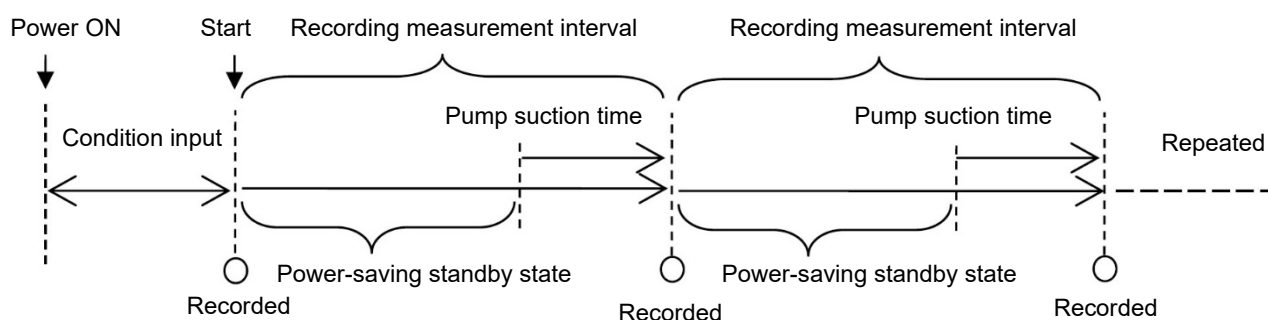 Power ON
Start
Recording measurement interval
Recording measurement interval
Condition input
Pump suction time
Pump suction time
Repeated
Power-saving standby state
Power-saving standby state
Recorded
Recorded
Recorded